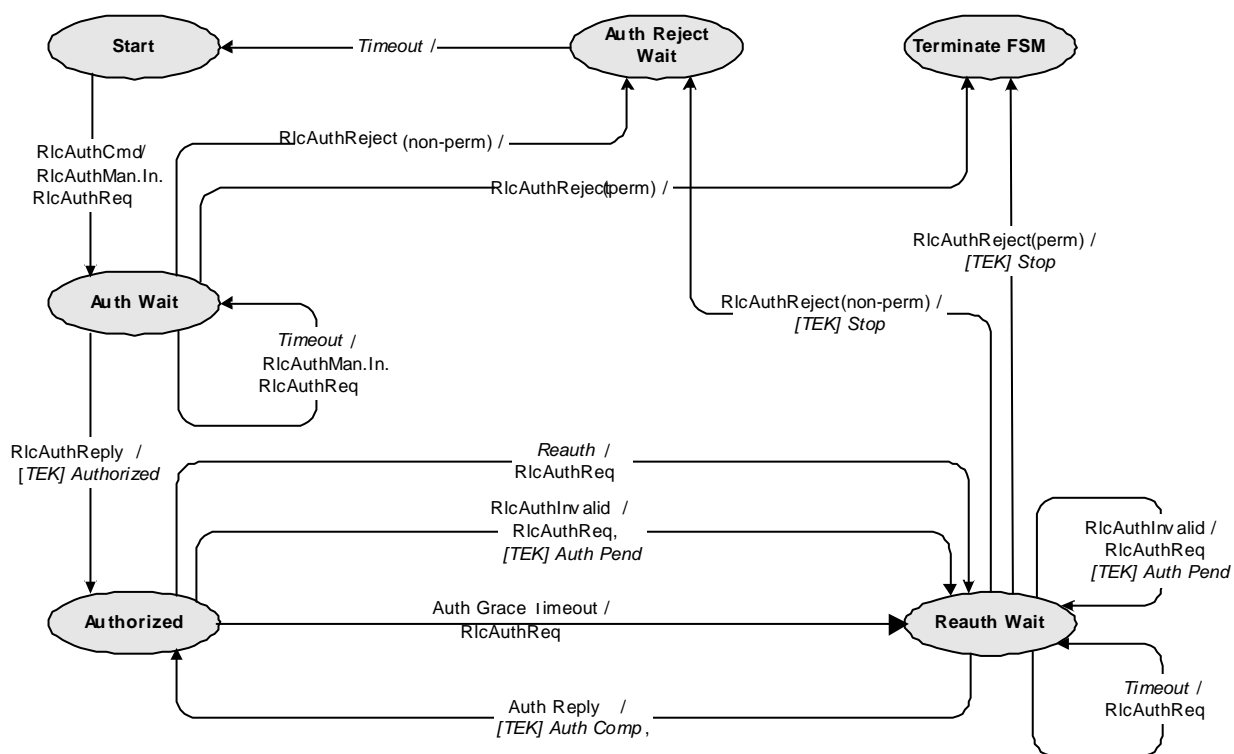 Start
Timeout /
Auth Reject
Wait
Terminate FSM
RlcAuthCmd/
RlcAuthMan.In.
RlcAuthReq
RlcAuthReject (non-perm) /
RlcAuthReject(perm) /
RlcAuthReject(perm) /
[TEK] Stop
Auth Wait
RlcAuthReject(non-perm) /
[TEK] Stop
Timeout /
RlcAuthMan.In.
RlcAuthReq
RlcAuthReply /
[TEK] Authorized
Reauth /
RlcAuthReq
RlcAuthInvalid /
RlcAuthReq,
[TEK] Auth Pend
RlcAuthInvalid /
RlcAuthReq
[TEK] Auth Pend
Authorized
Auth Grace Timeout /
RlcAuthReq
Reauth Wait
Auth Reply /
[TEK] Auth Comp,
Timeout /
RlcAuthReq